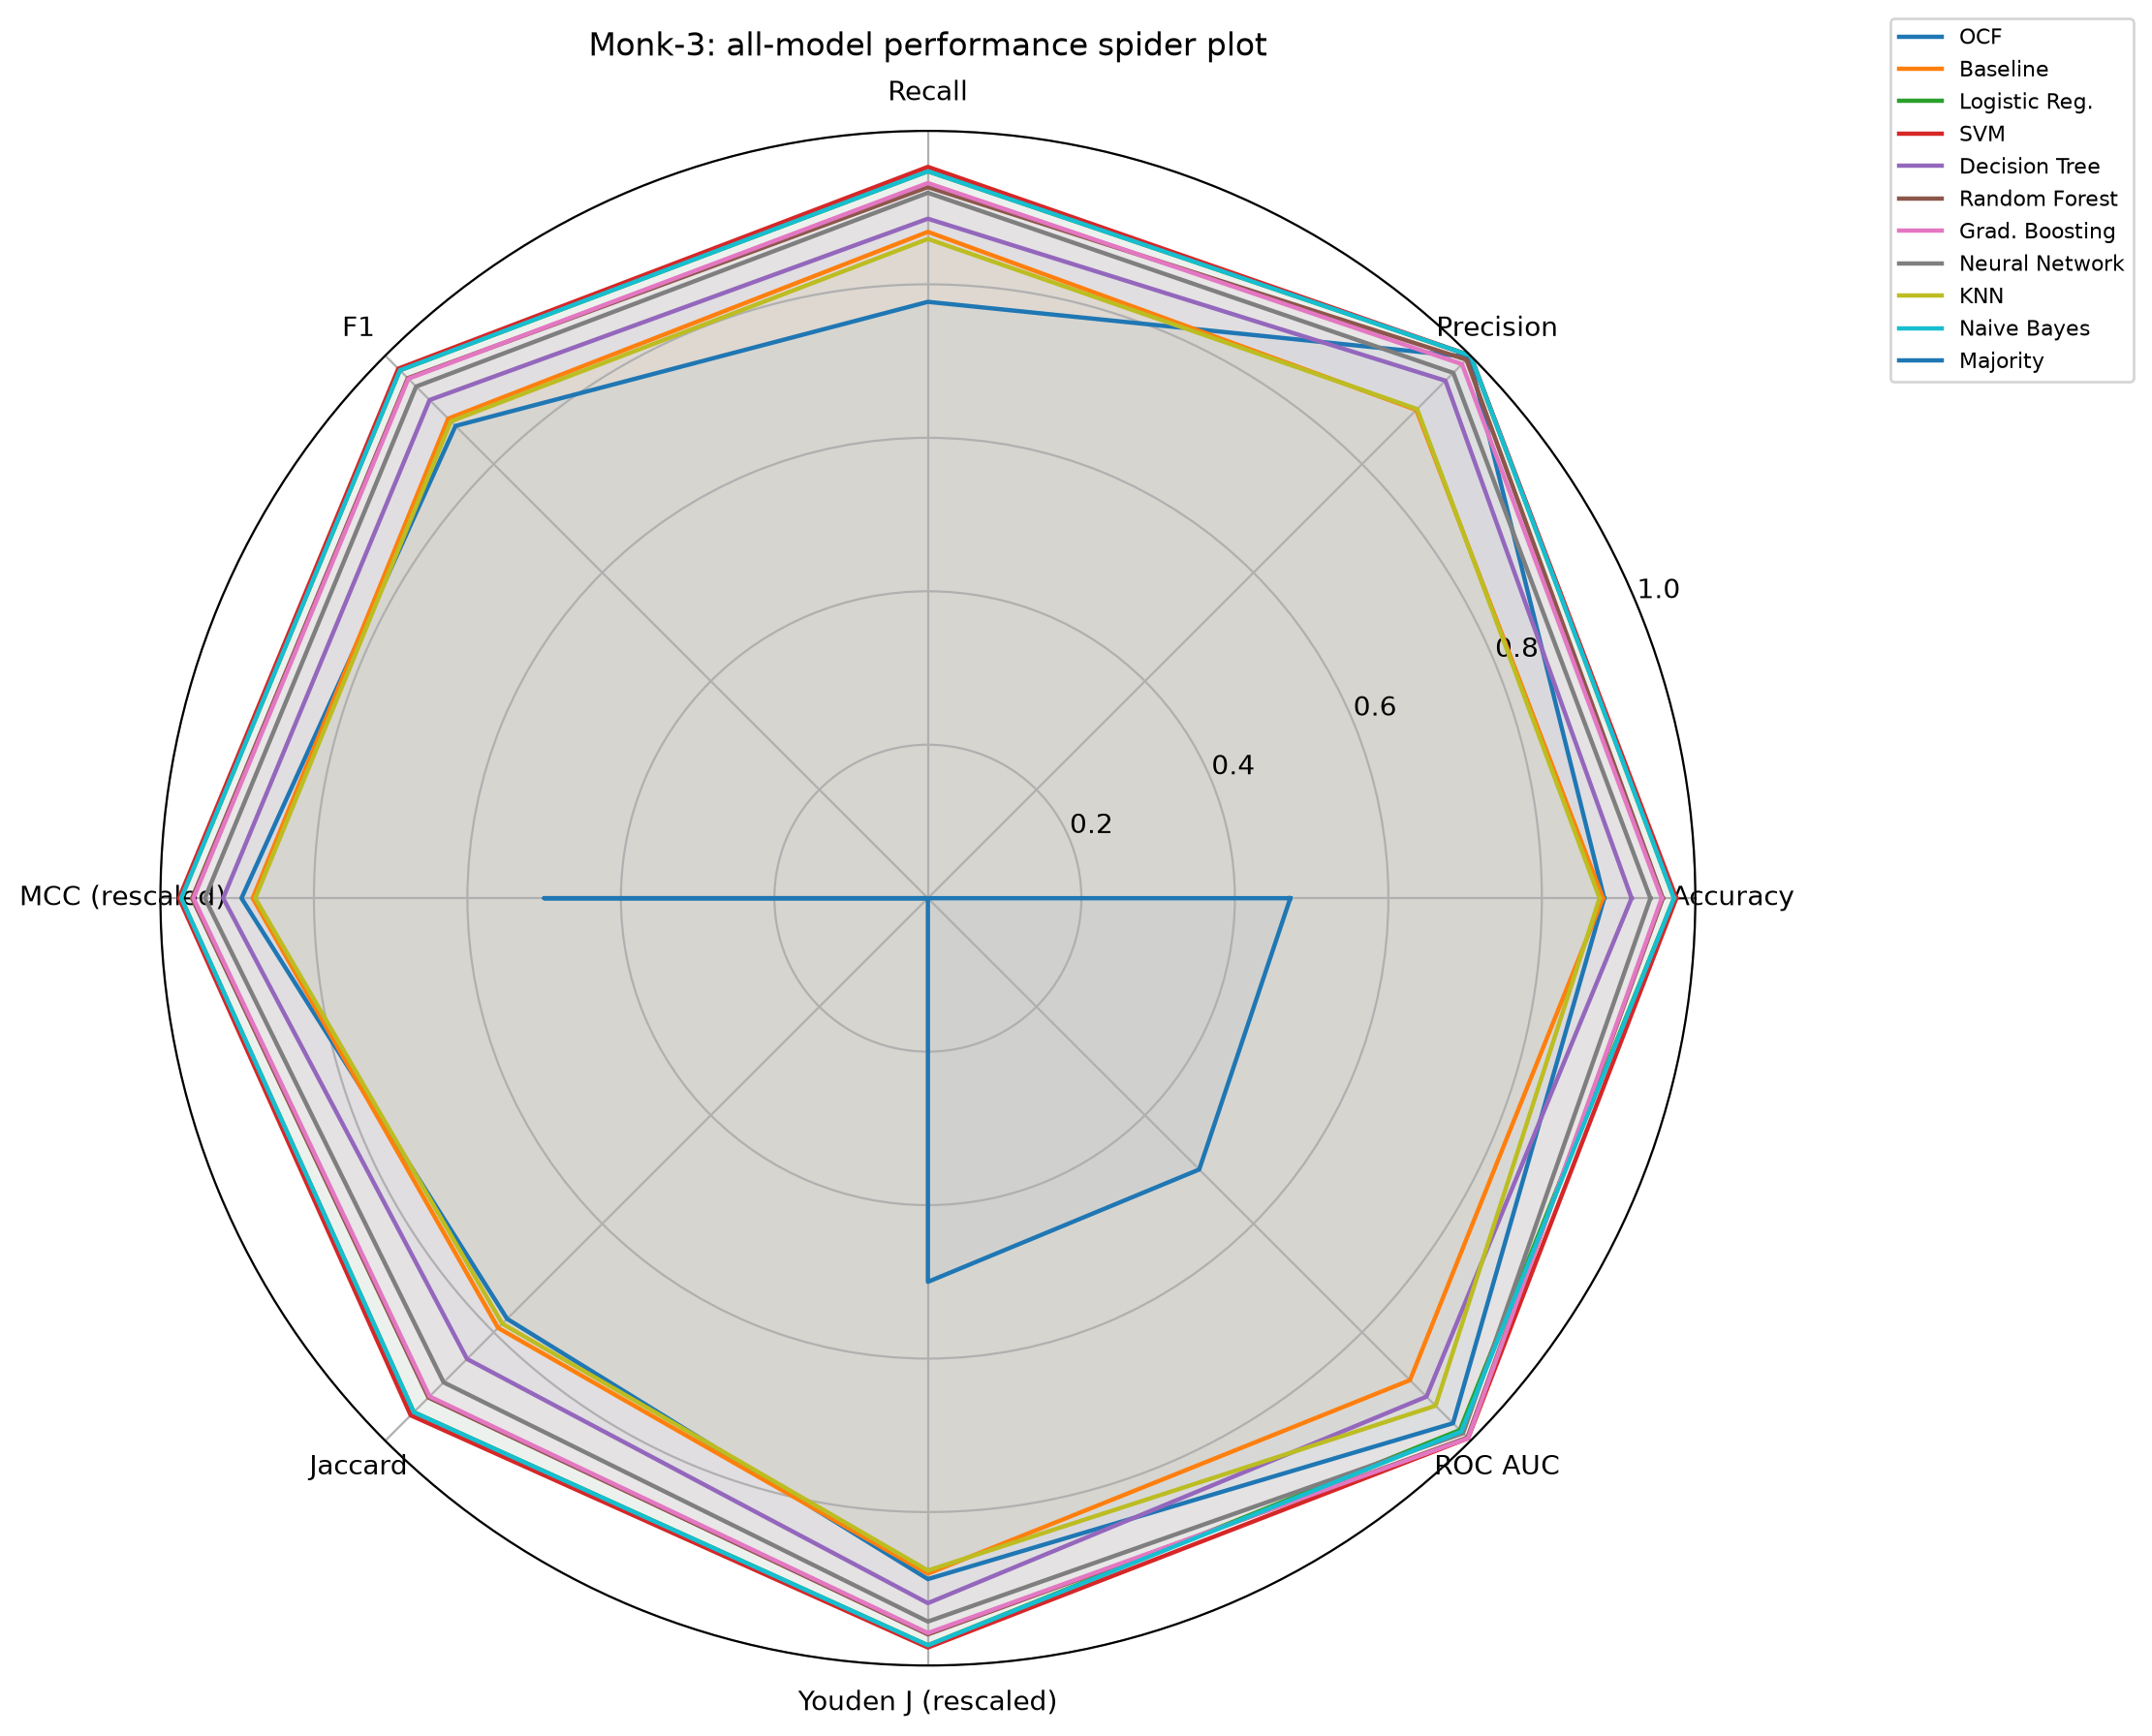 Monk-3: all-model performance spider plot
Recall
F1
Precision
MCC (rescaled)
Accuracy
Jaccard
ROC AUC
Youden J (rescaled)
0.2
0.4
0.6
0.8
1.0
OCF
Baseline
Logistic Reg.
SVM
Decision Tree
Random Forest
Grad. Boosting
Neural Network
KNN
Naive Bayes
Majority